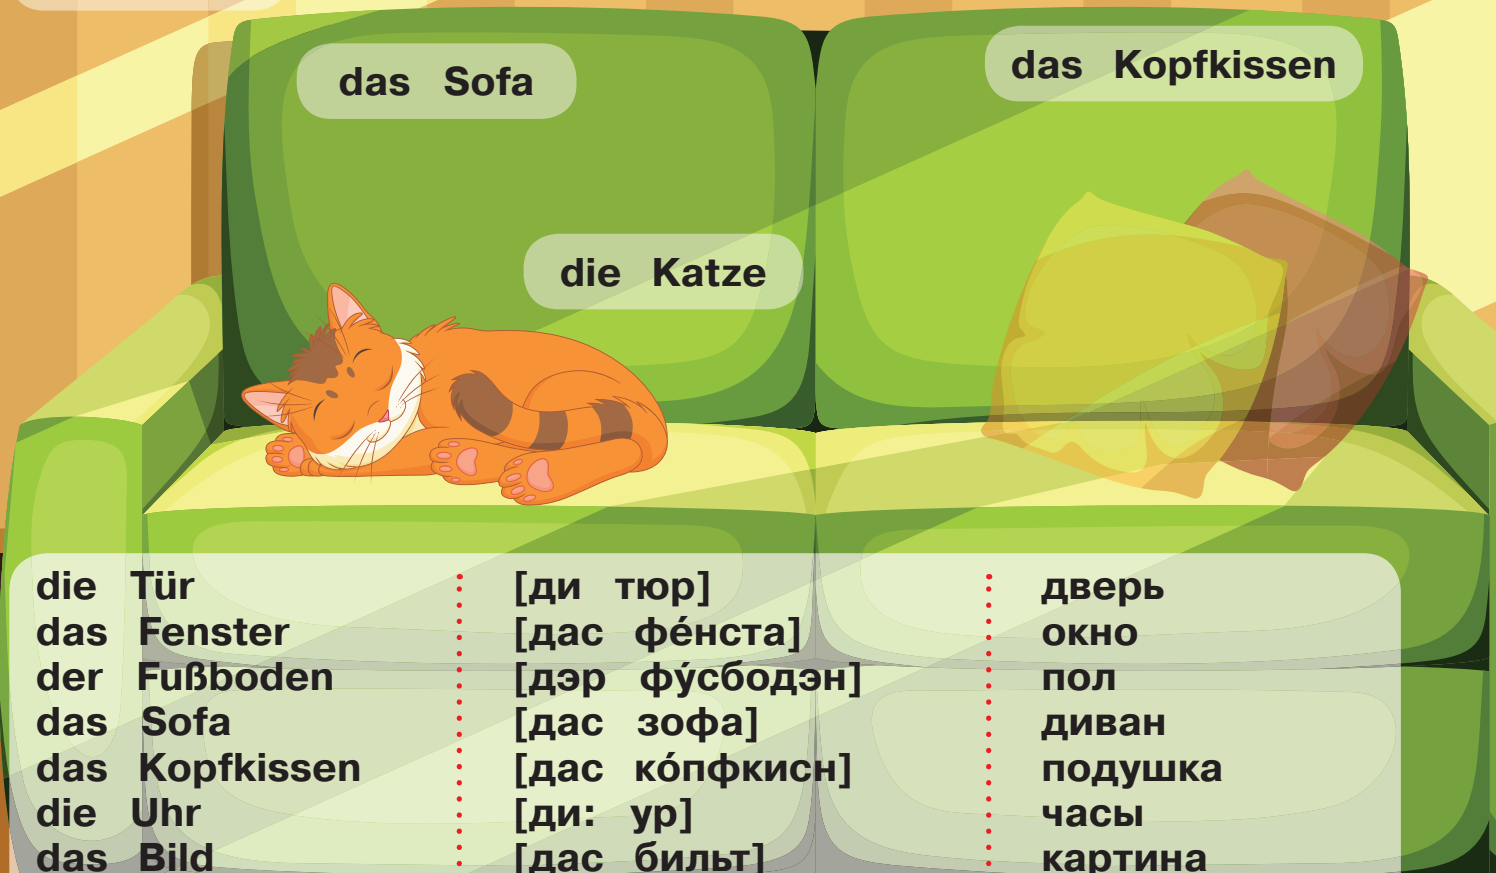 das Sofa
das Kopfkissen
die Katze
die Tür [ди тюр] дверь
das Fenster [дас фе́нста] окно
der Fußboden [дэр фу́сбодэн] пол
das Sofa [дас зофа] диван
das Kopfkissen [дас ко́пфкисн] подушка
die Uhr [ди: ур] часы
das Bild [дас бильт] картина